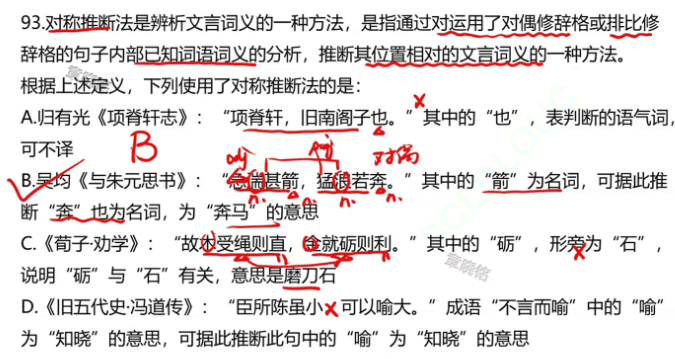 93.对称推断法是辨析文言词义的一种方法，是指通过对运用了对偶修辞格或排比修
辞格的句子内部已知词语词义的分析，推断其位置相对的文言词义的一种方法。
根据上述定义，下列使用了对称推断法的是：
A.归有光《项脊轩志》：“项脊轩，旧南阁子也。”其中的“也”，表判断的语气词，
可不译
B
adj
adj
对偶
B.吴均《与朱元思书》：“急湍甚箭，猛浪若奔。”其中的“箭”为名词，可据此推
n.
n.
n.
n.
断“奔”也为名词，为“奔马”的意思
C.《荀子·劝学》：“故木受绳则直，金就砺则利。”其中的“砺”，形旁为“石”，
说明“砺”与“石”有关，意思是磨刀石
D.《旧五代史·冯道传》：“臣所陈虽小，可以喻大。”成语“不言而喻”中的“喻”
为“知晓”的意思，可据此推断此句中的“喻”为“知晓”的意思
章晓铭
章晓铭